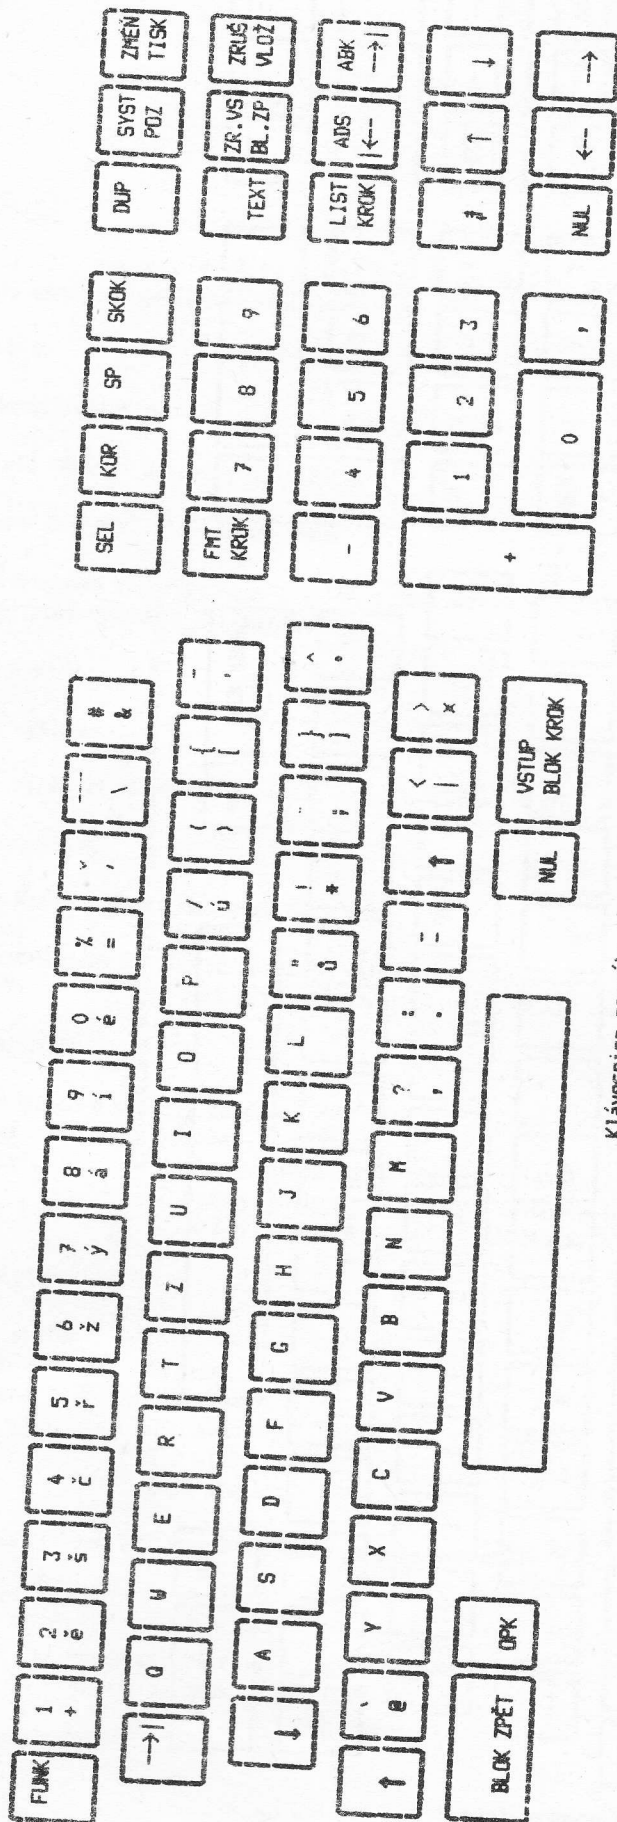 FUNK 1 2 3 4 5 6 7 8 9 0 % ˇ ¯ # SEL KOR SP SKOK DUP SYST ZMĚN
+ ě š č ř ž ý á í é = ´ \ & POZ TISK
→| Q W E R T Z U I O P / ( { FMT 7 8 9 ZR.VS ZRUŠ
ú ) [ KROK TEXT BL.ZP VLOŽ
↓ A S D F G H J K L " ! ¨ } ^ - 4 5 6 LIST ADS ABK
ů * ; ] ° KROK |← →|
↑ ` Y X C V B N M ? : _ ↑ < > + 1 2 3 ↑ ↓
@ , . | x
BLOK ZPĚT OPK NUL VSTUP 0 , NUL ← →
BLOK KROK